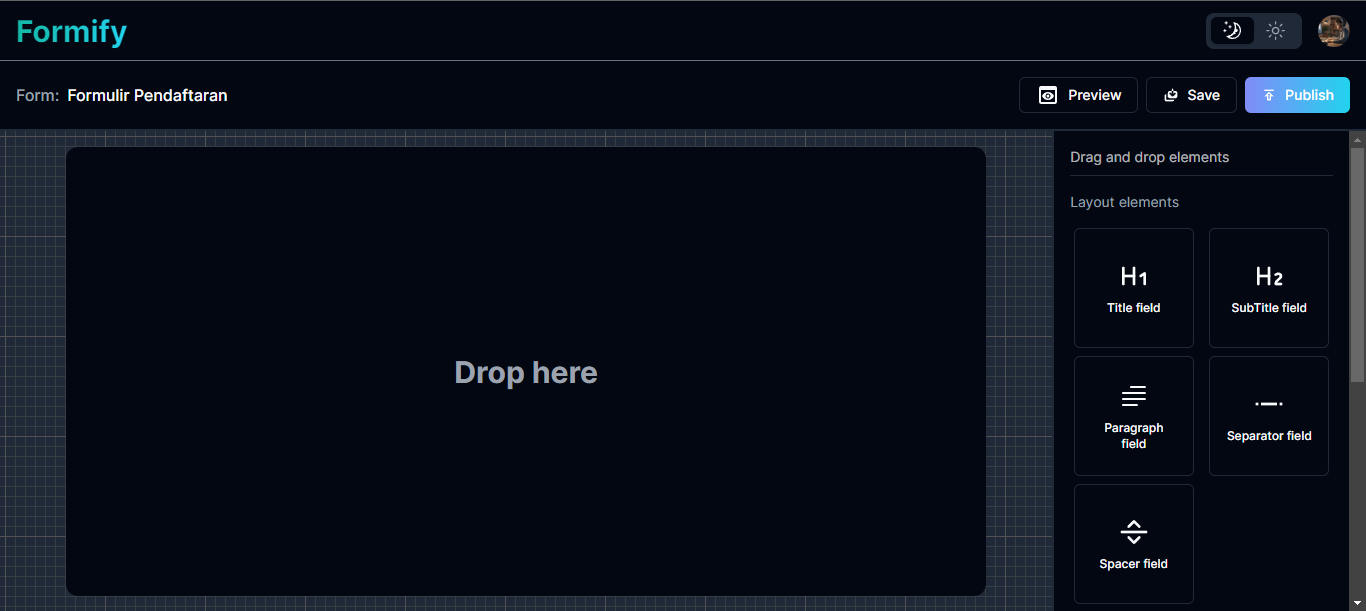 Formify
Form: Formulir Pendaftaran
Preview
Save
Publish
Drop here
Drag and drop elements
Layout elements
H1
Title field
H2
SubTitle field
Paragraph
field
Separator field
Spacer field